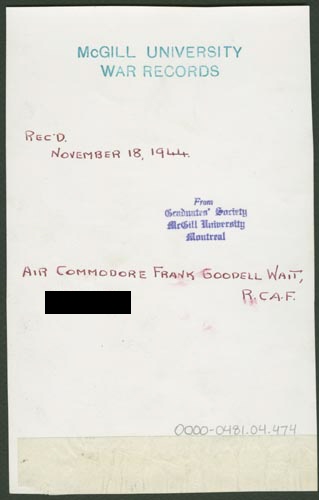 McGILL UNIVERSITY
WAR RECORDS
REC'D.
NOVEMBER 18, 1944.
From
Graduates' Society
McGill University
Montreal
AIR COMMODORE FRANK GOODELL WAIT,
R.C.A.F.
0000-0481.04.474